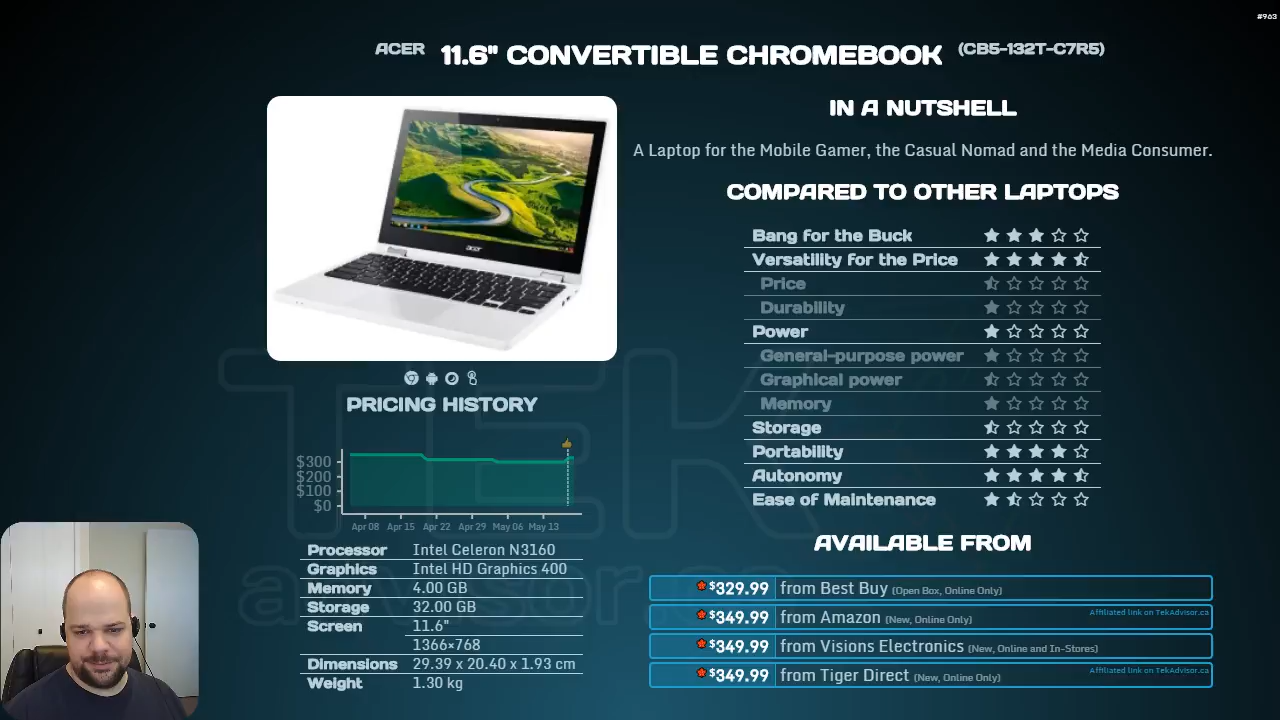 #963
ACER 11.6" CONVERTIBLE CHROMEBOOK (CB5-132T-C7R5)
acer
PRICING HISTORY
$300
$200
$100
$0
Apr 08 Apr 15 Apr 22 Apr 29 May 06 May 13
Processor Intel Celeron N3160
Graphics Intel HD Graphics 400
Memory 4.00 GB
Storage 32.00 GB
Screen 11.6"
1366×768
Dimensions 29.39 x 20.40 x 1.93 cm
Weight 1.30 kg
IN A NUTSHELL
A Laptop for the Mobile Gamer, the Casual Nomad and the Media Consumer.
COMPARED TO OTHER LAPTOPS
Bang for the Buck
Versatility for the Price
Price
Durability
Power
General-purpose power
Graphical power
Memory
Storage
Portability
Autonomy
Ease of Maintenance
AVAILABLE FROM
$329.99 from Best Buy (Open Box, Online Only)
$349.99 from Amazon (New, Online Only) Affiliated link on TekAdvisor.ca
$349.99 from Visions Electronics (New, Online and In-Stores)
$349.99 from Tiger Direct (New, Online Only) Affiliated link on TekAdvisor.ca
TEK